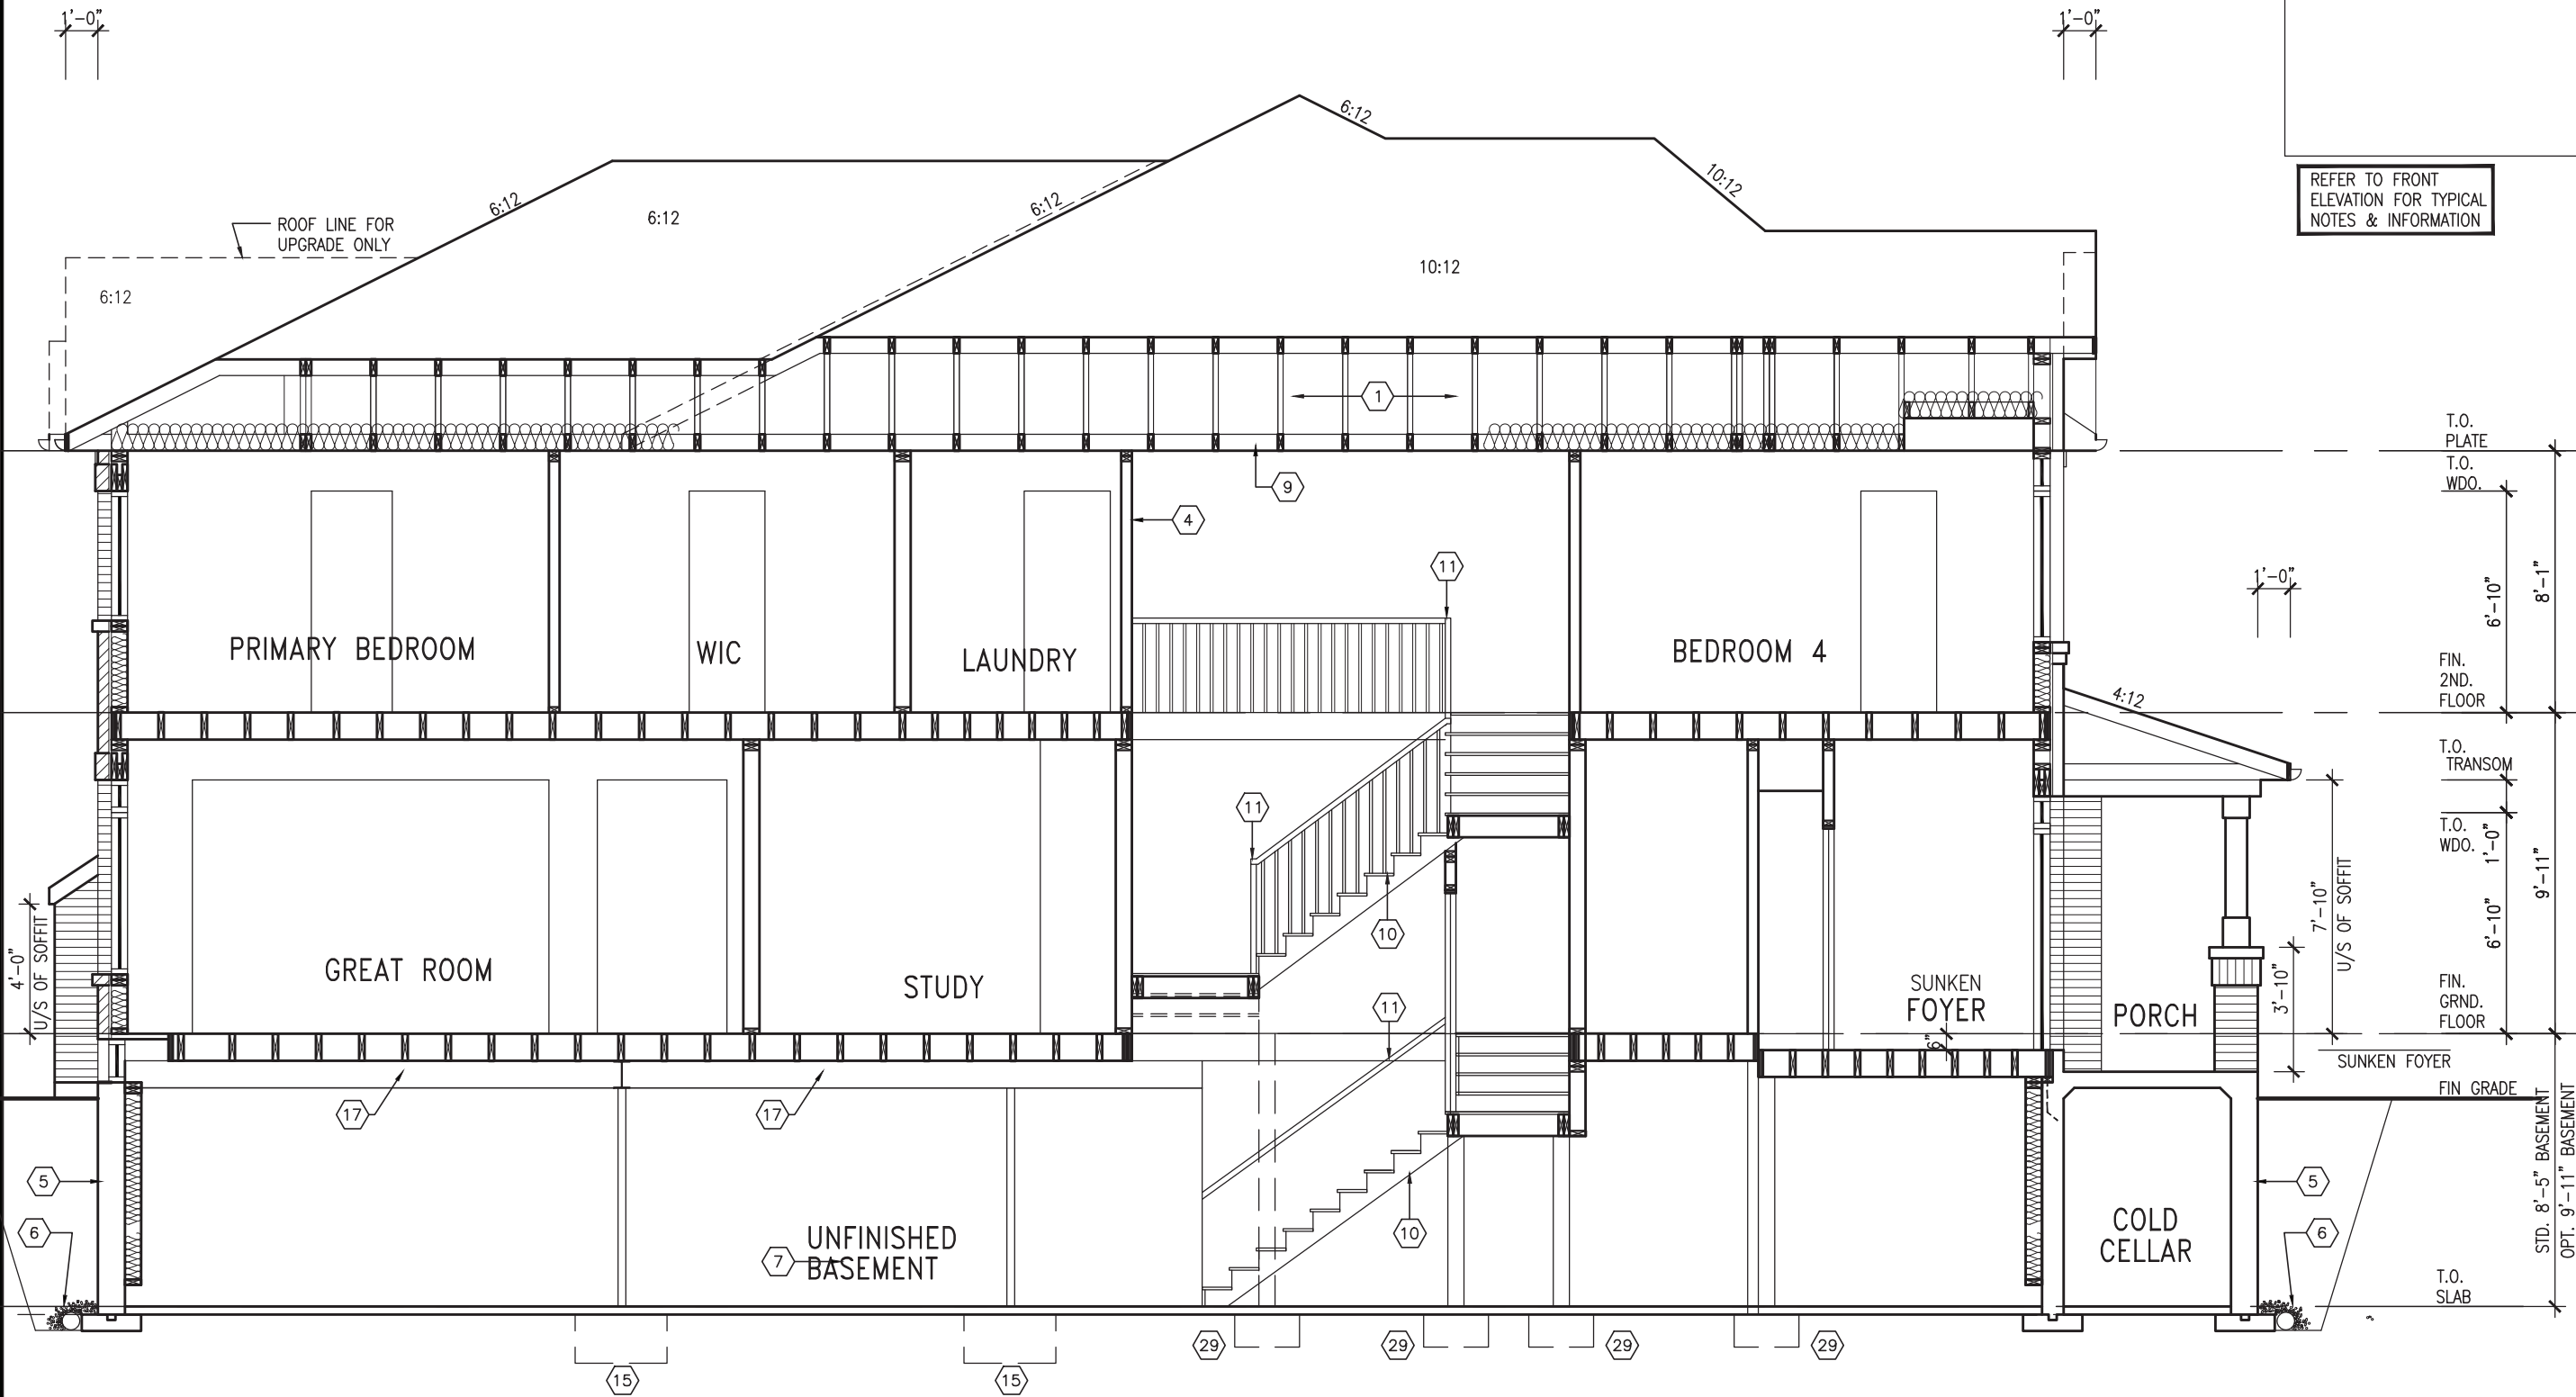 1'-0"
1'-0"
6:12
REFER TO FRONT
ELEVATION FOR TYPICAL
NOTES & INFORMATION
10:12
6:12
6:12
6:12
ROOF LINE FOR
UPGRADE ONLY
10:12
6:12
1
T.O.
PLATE
T.O.
WDO.
9
4
11
1'-0"
6'-10"
8'-1"
PRIMARY BEDROOM
WIC
LAUNDRY
BEDROOM 4
FIN.
2ND.
FLOOR
4:12
T.O.
TRANSOM
11
T.O.
WDO.
1'-0"
9'-11"
7'-10"
U/S OF SOFFIT
6'-10"
10
4'-0"
U/S OF SOFFIT
GREAT ROOM
STUDY
SUNKEN
FOYER
6"
PORCH
3'-10"
FIN.
GRND.
FLOOR
11
SUNKEN FOYER
FIN GRADE
17
17
5
5
STD. 8'-5" BASEMENT
OPT. 9'-11" BASEMENT
6
7
UNFINISHED
BASEMENT
10
COLD
CELLAR
6
T.O.
SLAB
29
29
29
29
15
15